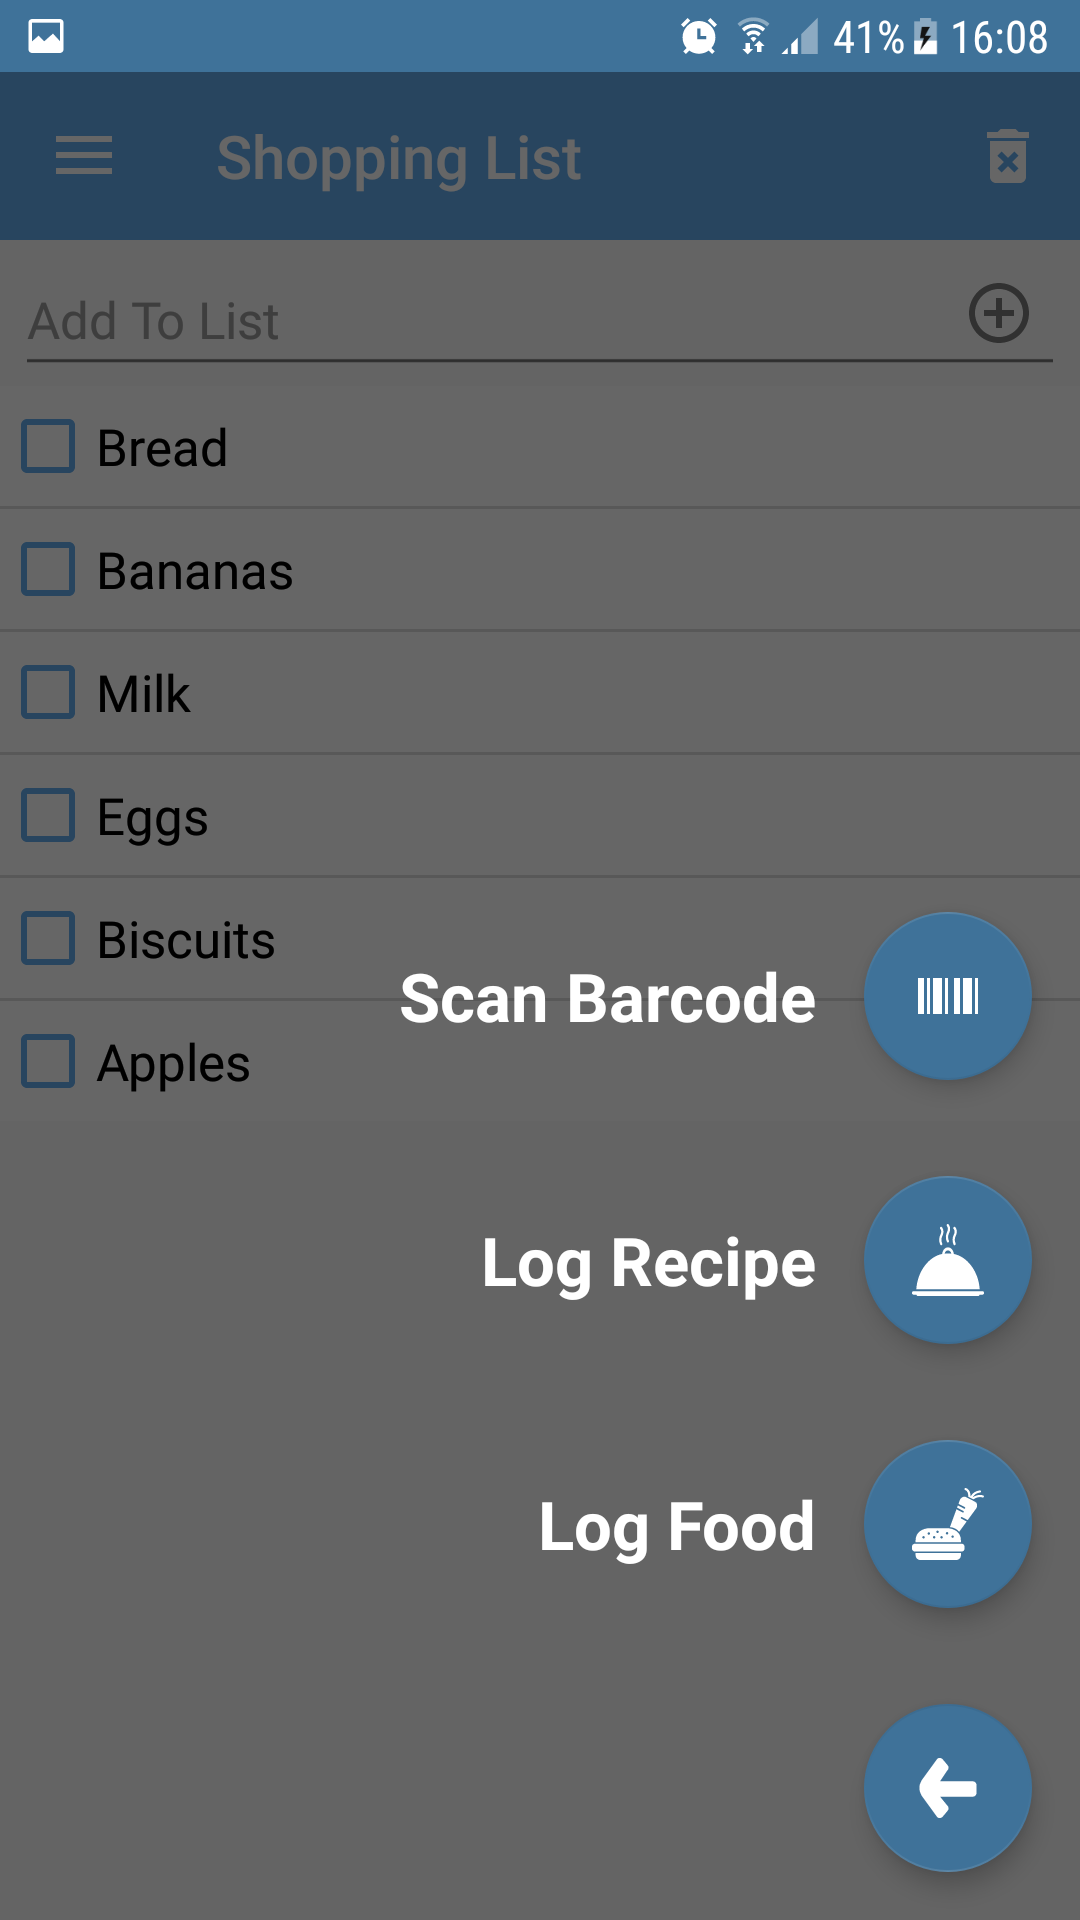 41% 16:08
Shopping List
Add To List
Bread
Bananas
Milk
Eggs
Biscuits
Scan Barcode
Apples
Log Recipe
Log Food